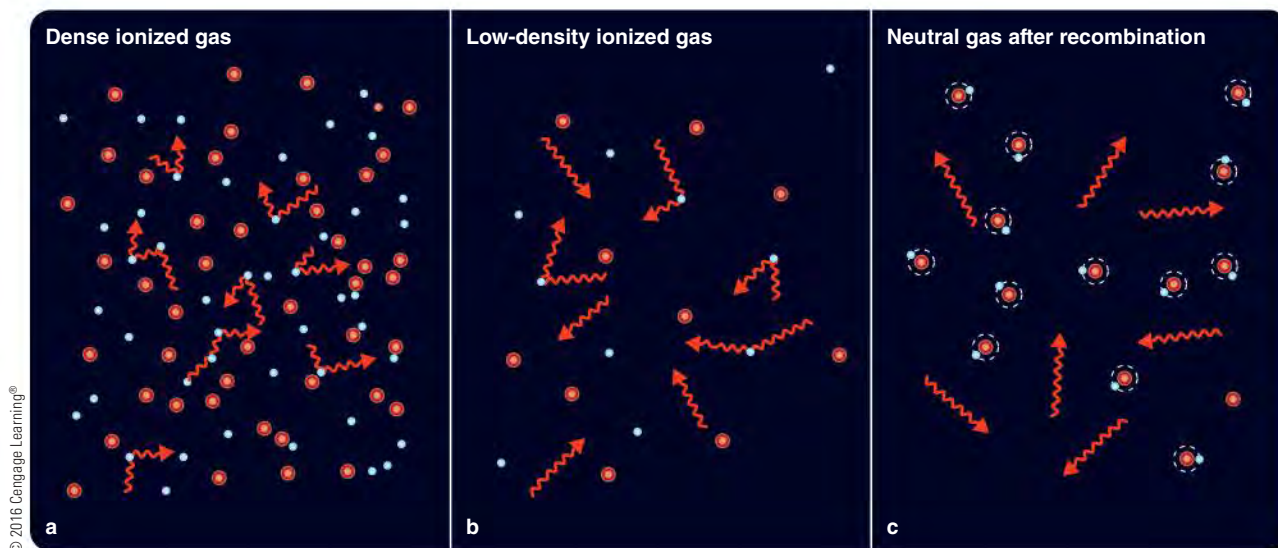 Dense ionized gas
Low-density ionized gas
Neutral gas after recombination
a
b
c
© 2016 Cengage Learning®